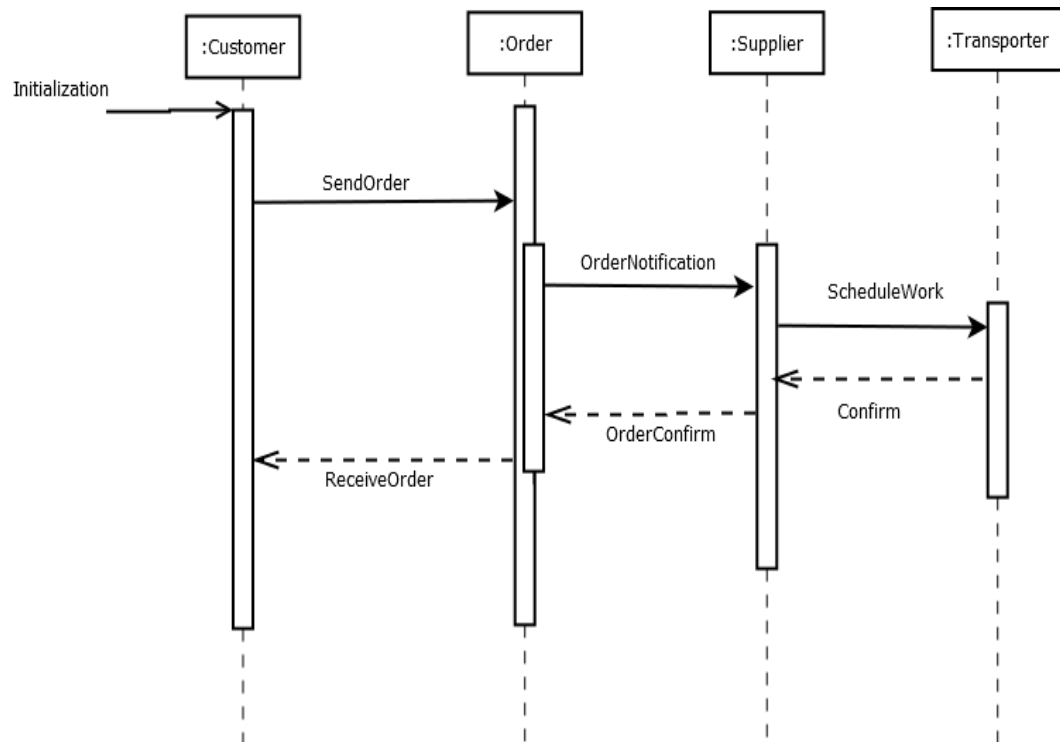 :Customer
:Order
:Supplier
:Transporter
Initialization
SendOrder
OrderNotification
ScheduleWork
Confirm
OrderConfirm
ReceiveOrder